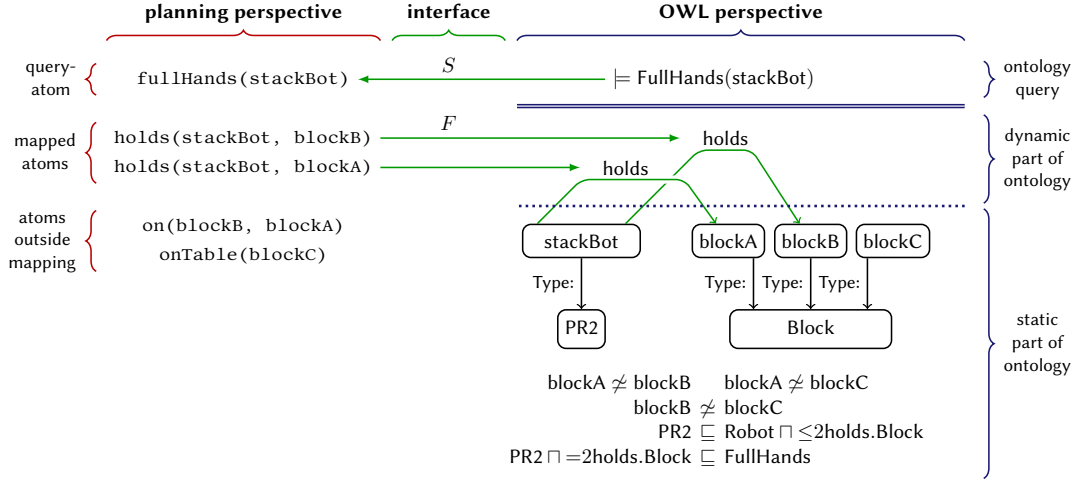 planning perspective interface OWL perspective
query-
atom
fullHands(stackBot) S ⊨ FullHands(stackBot)
ontology
query
mapped
atoms
holds(stackBot, blockB) F holds
holds(stackBot, blockA) holds
dynamic
part of
ontology
atoms
outside
mapping
on(blockB, blockA)
onTable(blockC)
stackBot blockA blockB blockC
Type: Type: Type: Type:
PR2 Block
static
part of
ontology
blockA ≉ blockB blockA ≉ blockC
blockB ≉ blockC
PR2 ⊑ Robot ⊓ ≤2holds.Block
PR2 ⊓ =2holds.Block ⊑ FullHands